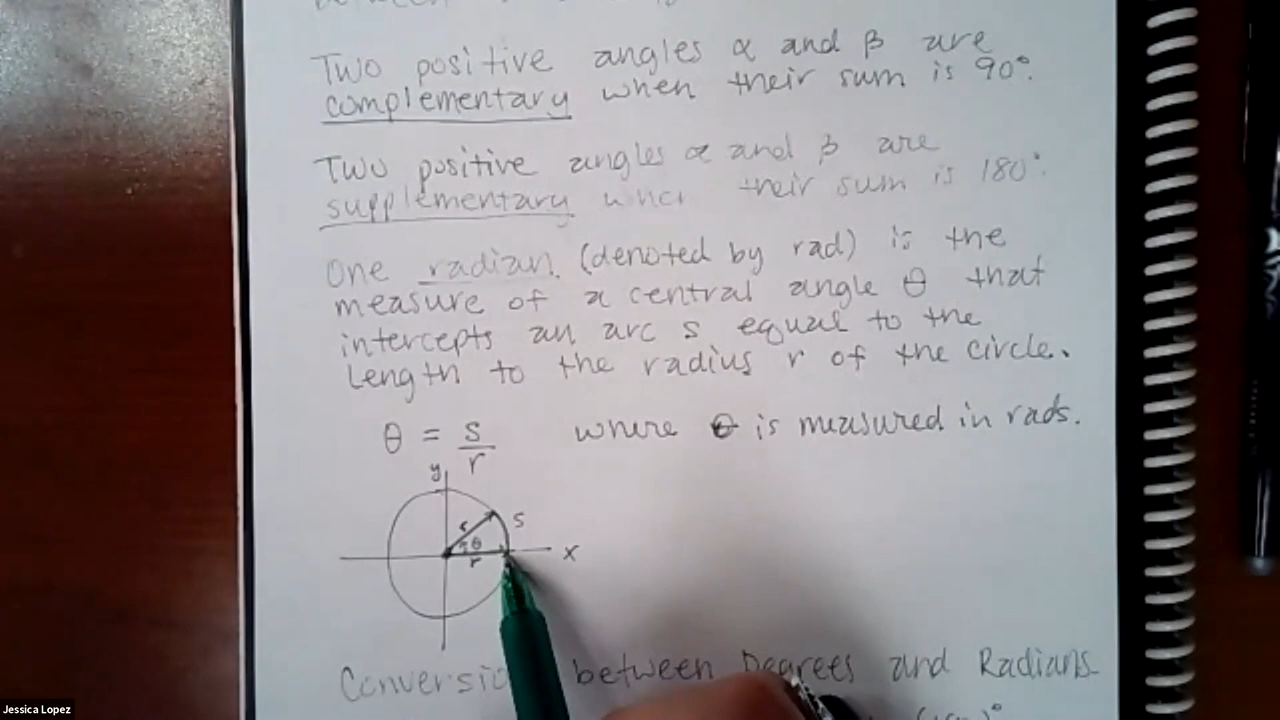 between
Two positive angles α and β are
complementary when their sum is 90°.
Two positive angles α and β are
supplementary when their sum is 180°.
One radian (denoted by rad) is the
measure of a central angle θ that
intercepts an arc s equal to the
length to the radius r of the circle.
θ = s/r where θ is measured in rads.
y
r s
θ
r x
between Degrees and Radians
Jessica Lopez